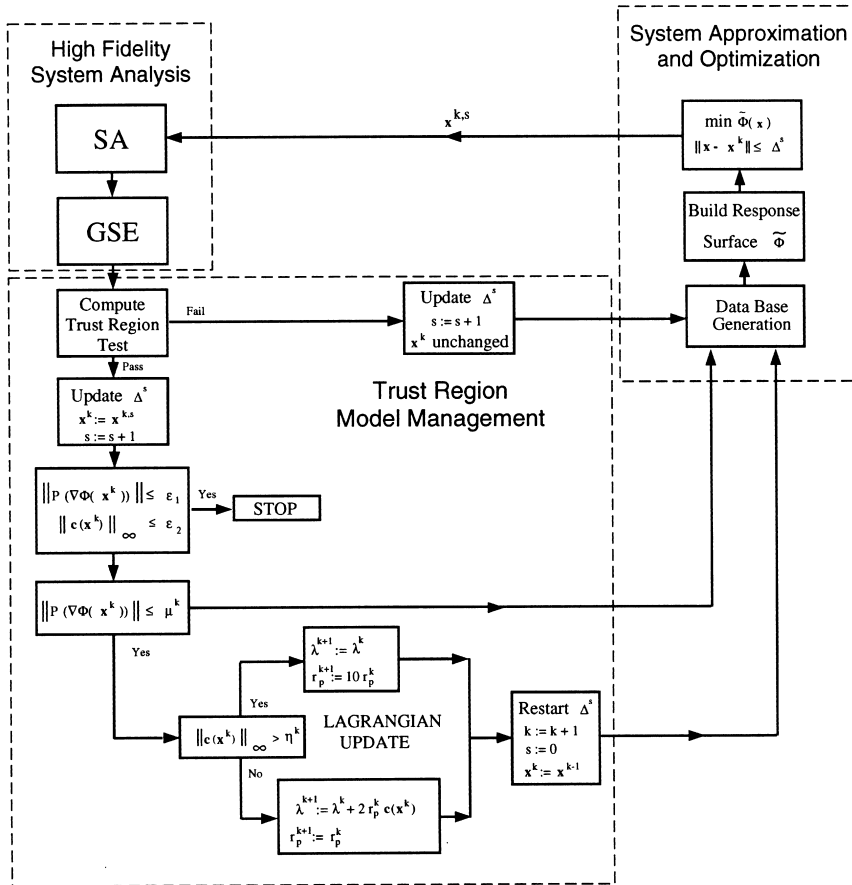 High Fidelity
System Analysis
System Approximation
and Optimization
SA
x^{k,s}
min Φ̃(x)
||x - x^k|| ≤ Δ^s
GSE
Build Response
Surface Φ̃
Compute
Trust Region
Test
Fail
Update Δ^s
s := s + 1
x^k unchanged
Data Base
Generation
Pass
Update Δ^s
x^k := x^{k,s}
s := s + 1
Trust Region
Model Management
||P (∇Φ( x^k))|| ≤ ε_1
||c(x^k)||_∞ ≤ ε_2
Yes
STOP
||P (∇Φ( x^k))|| ≤ μ^k
Yes
λ^{k+1} := λ^k
r_p^{k+1} := 10 r_p^k
Yes
||c(x^k)||_∞ > η^k
LAGRANGIAN
UPDATE
No
λ^{k+1} := λ^k + 2 r_p^k c(x^k)
r_p^{k+1} := r_p^k
Restart Δ^s
k := k + 1
s := 0
x^k := x^{k-1}